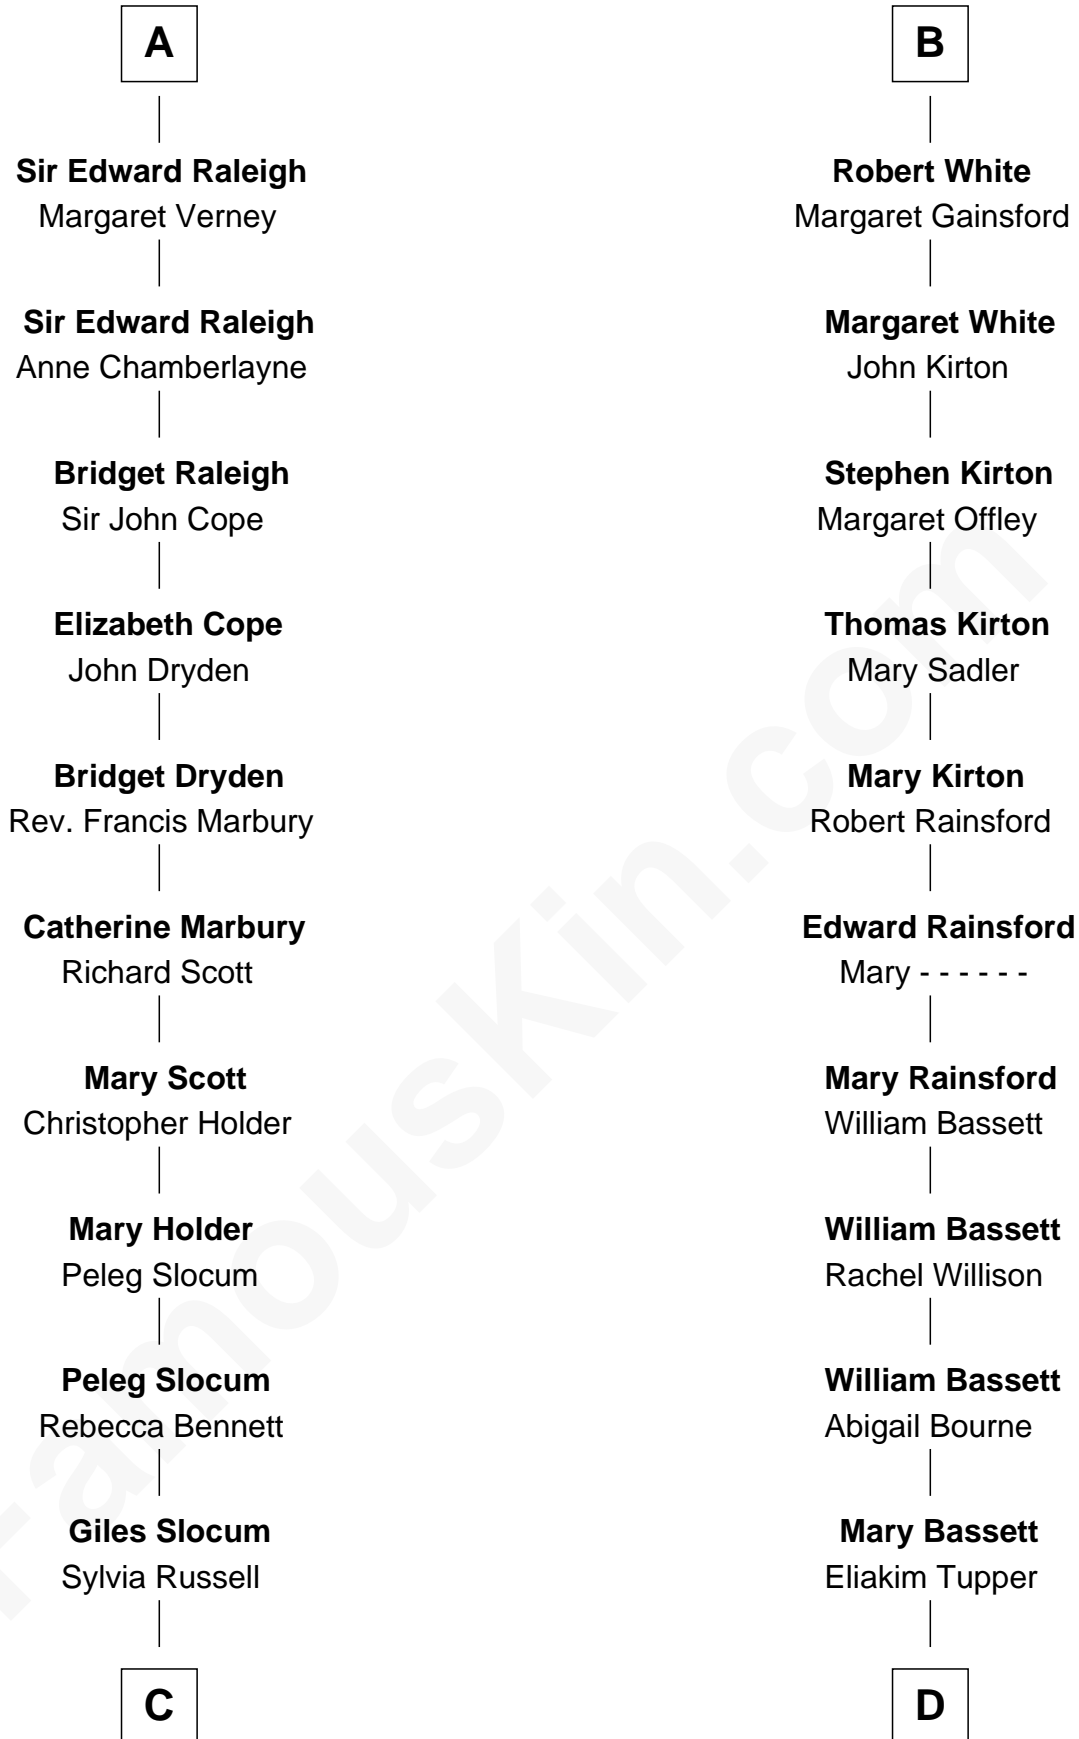 A
Sir Edward Raleigh
Margaret Verney
Sir Edward Raleigh
Anne Chamberlayne
Bridget Raleigh
Sir John Cope
Elizabeth Cope
John Dryden
Bridget Dryden
Rev. Francis Marbury
Catherine Marbury
Richard Scott
Mary Scott
Christopher Holder
Mary Holder
Peleg Slocum
Peleg Slocum
Rebecca Bennett
Giles Slocum
Sylvia Russell
C
B
Robert White
Margaret Gainsford
Margaret White
John Kirton
Stephen Kirton
Margaret Offley
Thomas Kirton
Mary Sadler
Mary Kirton
Robert Rainsford
Edward Rainsford
Mary - - - - - -
Mary Rainsford
William Bassett
William Bassett
Rachel Willison
William Bassett
Abigail Bourne
Mary Bassett
Eliakim Tupper
D
FamousKin.com